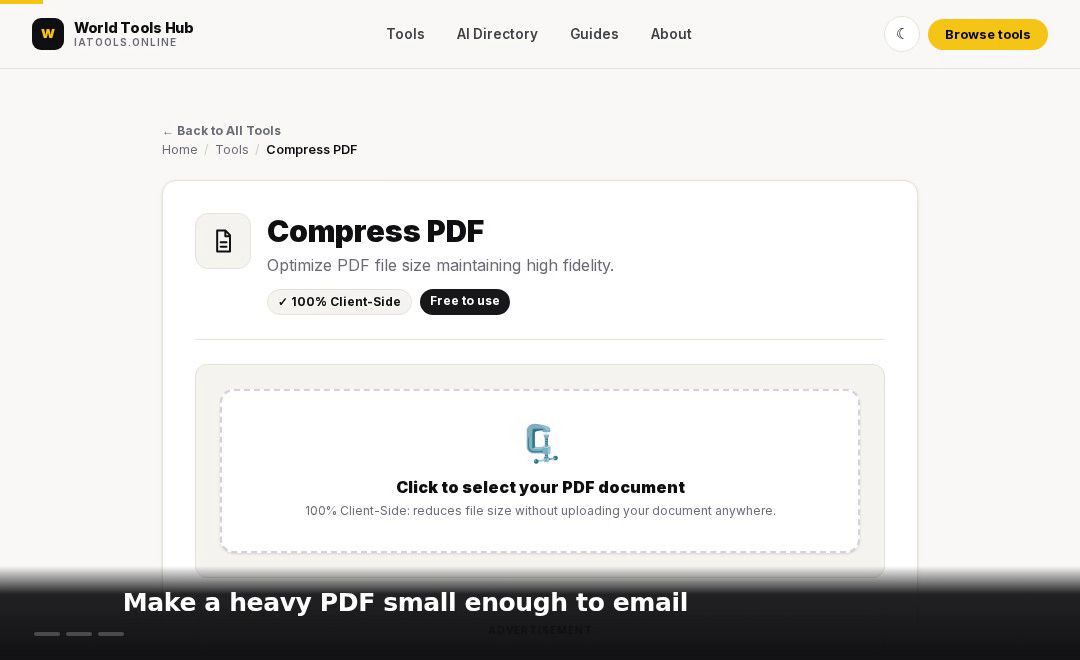 W
World Tools Hub
IATOOLS.ONLINE
Tools
AI Directory
Guides
About
Browse tools
← Back to All Tools
Home / Tools / Compress PDF
Compress PDF
Optimize PDF file size maintaining high fidelity.
✓ 100% Client-Side
Free to use
Click to select your PDF document
100% Client-Side: reduces file size without uploading your document anywhere.
Make a heavy PDF small enough to email
ADVERTISEMENT